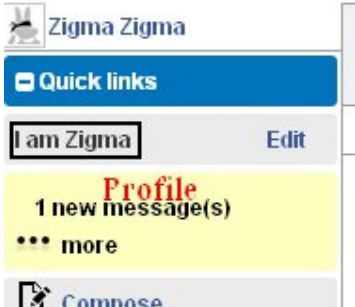 Zigma Zigma
Quick links
I am Zigma Edit
Profile
1 new message(s)
••• more
Compose